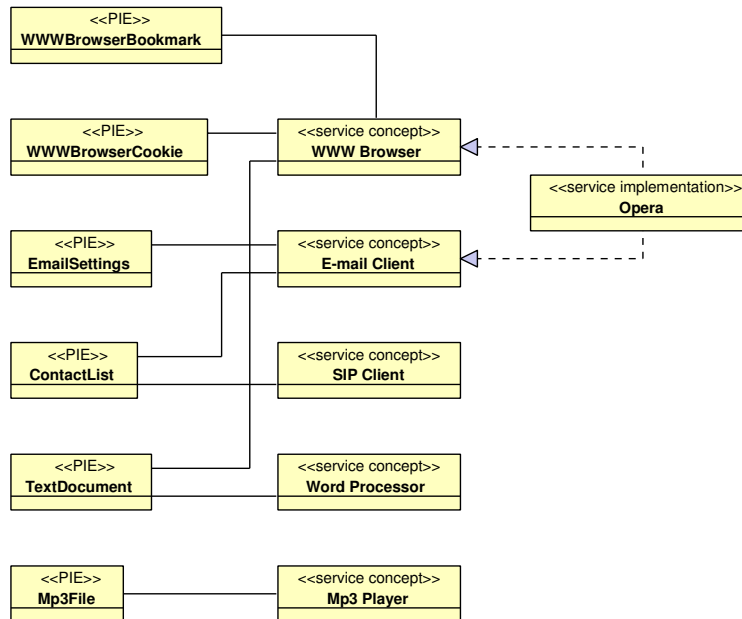 <<PIE>>
WWWBrowserBookmark
<<PIE>>
WWWBrowserCookie
<<service concept>>
WWW Browser
<<service implementation>>
Opera
<<PIE>>
EmailSettings
<<service concept>>
E-mail Client
<<PIE>>
ContactList
<<service concept>>
SIP Client
<<PIE>>
TextDocument
<<service concept>>
Word Processor
<<PIE>>
Mp3File
<<service concept>>
Mp3 Player